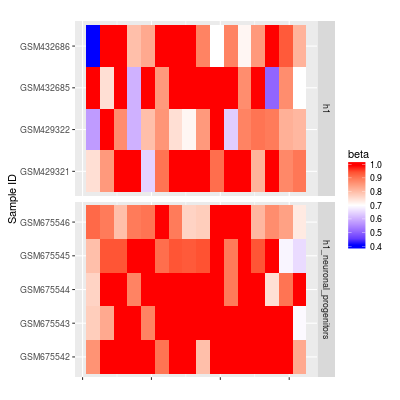 Sample ID
GSM432686
GSM432685
GSM429322
GSM429321
h1
GSM675546
GSM675545
GSM675544
GSM675543
GSM675542
h1_neuronal_progenitors
beta
1.0
0.9
0.8
0.7
0.6
0.5
0.4